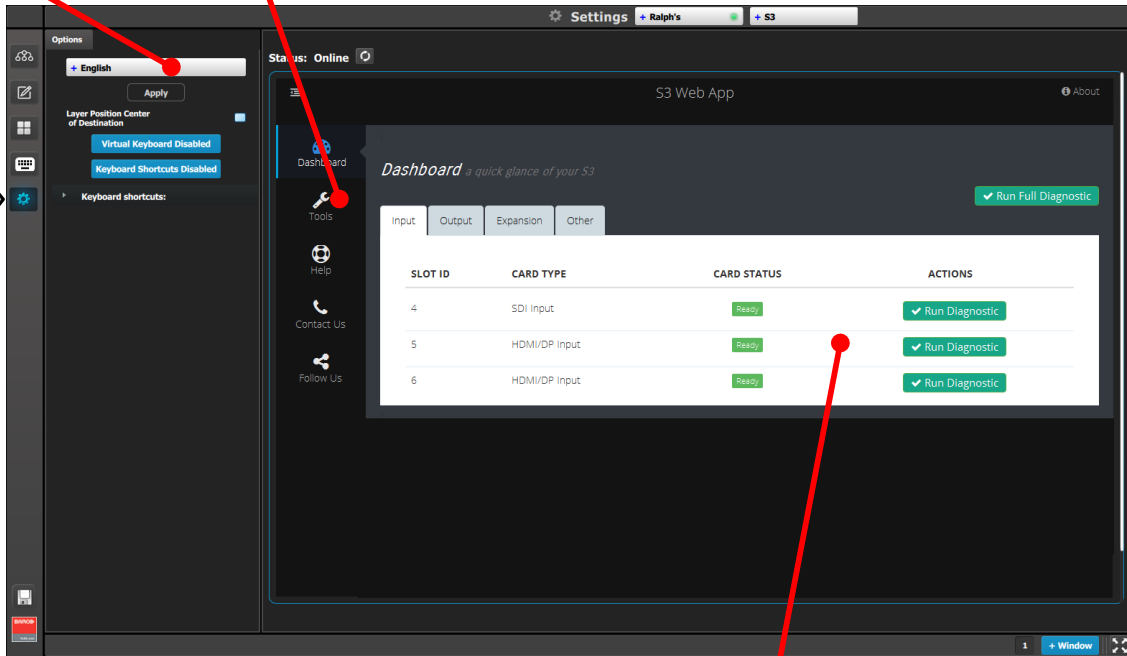 Settings + Ralph's + S3
Options
+ English
Apply
Layer Position Center
of Destination
Virtual Keyboard Disabled
Keyboard Shortcuts Disabled
Keyboard shortcuts:
Status: Online
S3 Web App
About
Dashboard
Tools
Help
Contact Us
Follow Us
Dashboard a quick glance of your S3
Run Full Diagnostic
Input Output Expansion Other
SLOT ID CARD TYPE CARD STATUS ACTIONS
4 SDI Input Ready Run Diagnostic
5 HDMI/DP Input Ready Run Diagnostic
6 HDMI/DP Input Ready Run Diagnostic
BARCO
1 + Window